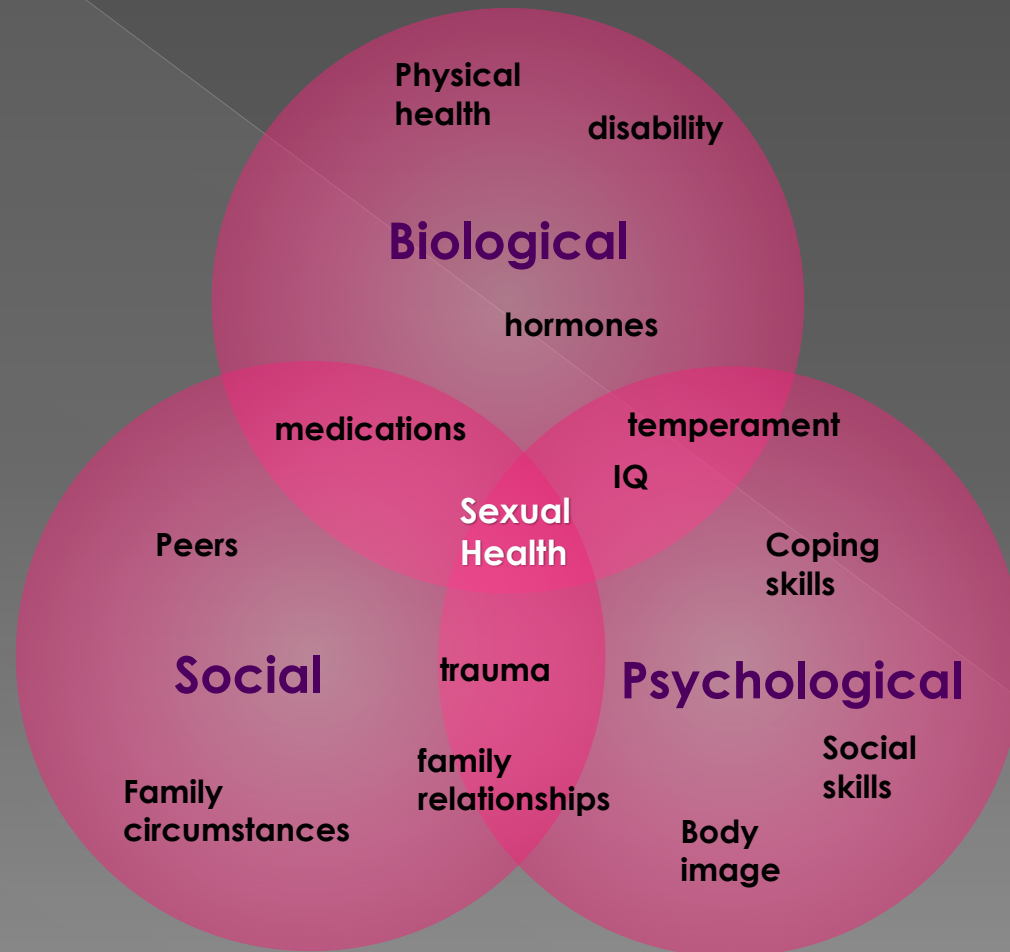 Physical
health
disability
Biological
hormones
medications
temperament
IQ
Sexual
Health
Peers
Coping
skills
Social
trauma
Psychological
Social
skills
family
relationships
Family
circumstances
Body
image